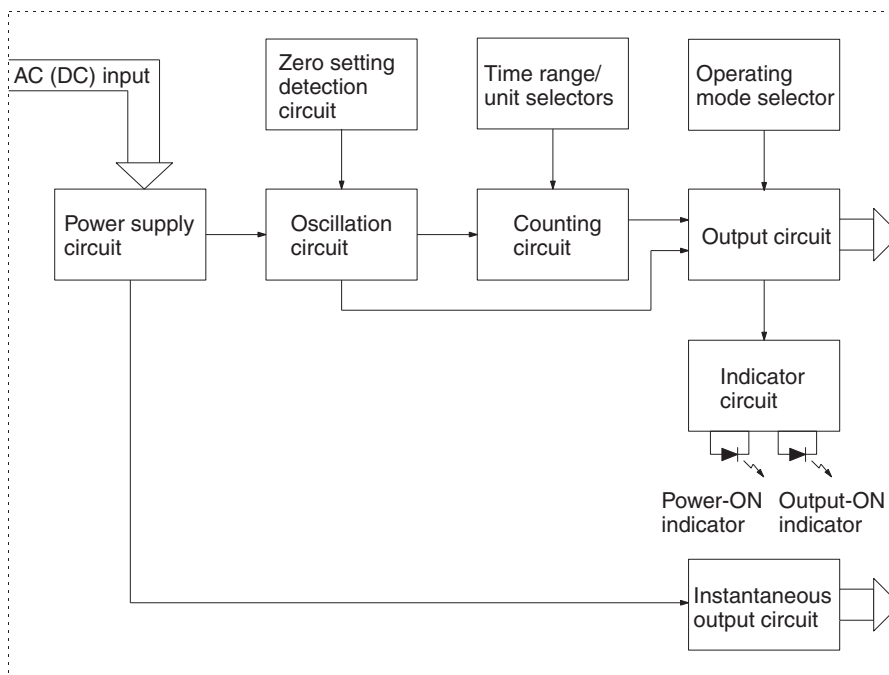 AC (DC) input
Zero setting
detection
circuit
Time range/
unit selectors
Operating
mode selector
Power supply
circuit
Oscillation
circuit
Counting
circuit
Output circuit
Indicator
circuit
Power-ON
indicator
Output-ON
indicator
Instantaneous
output circuit